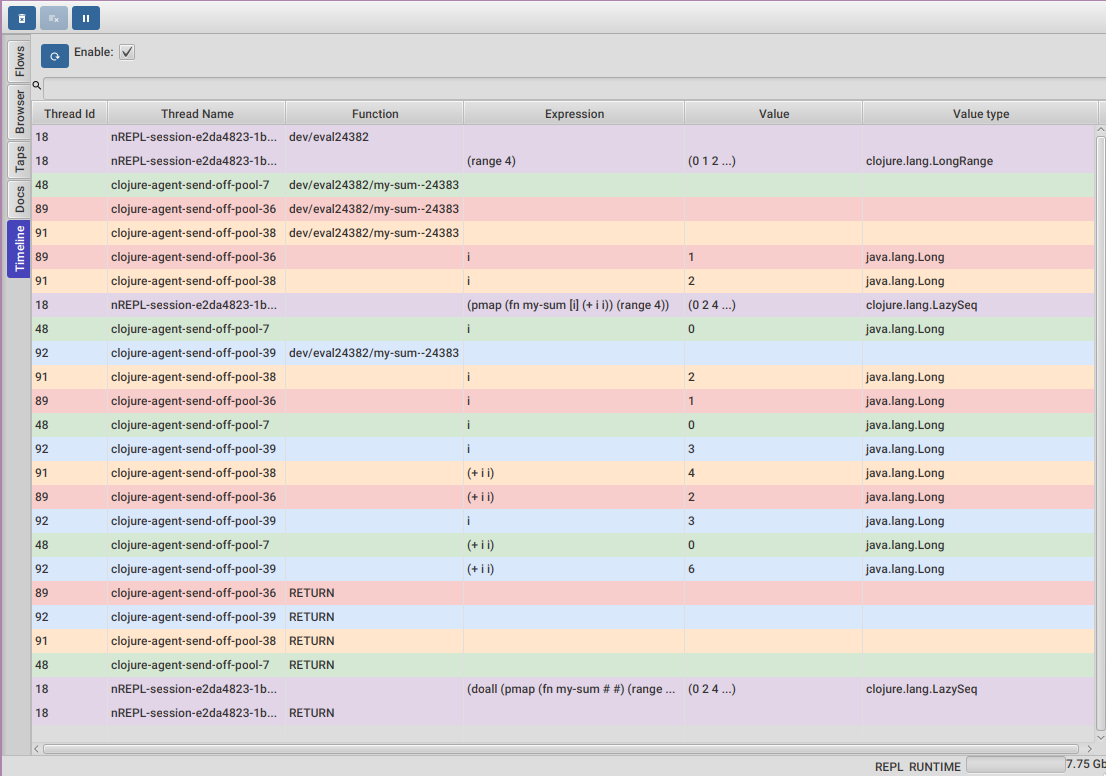 Enable:
Flows
Browser
Taps
Docs
Timeline
Thread Id Thread Name Function Expression Value Value type
18 nREPL-session-e2da4823-1b... dev/eval24382
18 nREPL-session-e2da4823-1b... (range 4) (0 1 2 ...) clojure.lang.LongRange
48 clojure-agent-send-off-pool-7 dev/eval24382/my-sum--24383
89 clojure-agent-send-off-pool-36 dev/eval24382/my-sum--24383
91 clojure-agent-send-off-pool-38 dev/eval24382/my-sum--24383
89 clojure-agent-send-off-pool-36 i 1 java.lang.Long
91 clojure-agent-send-off-pool-38 i 2 java.lang.Long
18 nREPL-session-e2da4823-1b... (pmap (fn my-sum [i] (+ i i)) (range 4)) (0 2 4 ...) clojure.lang.LazySeq
48 clojure-agent-send-off-pool-7 i 0 java.lang.Long
92 clojure-agent-send-off-pool-39 dev/eval24382/my-sum--24383
91 clojure-agent-send-off-pool-38 i 2 java.lang.Long
89 clojure-agent-send-off-pool-36 i 1 java.lang.Long
48 clojure-agent-send-off-pool-7 i 0 java.lang.Long
92 clojure-agent-send-off-pool-39 i 3 java.lang.Long
91 clojure-agent-send-off-pool-38 (+ i i) 4 java.lang.Long
89 clojure-agent-send-off-pool-36 (+ i i) 2 java.lang.Long
92 clojure-agent-send-off-pool-39 i 3 java.lang.Long
48 clojure-agent-send-off-pool-7 (+ i i) 0 java.lang.Long
92 clojure-agent-send-off-pool-39 (+ i i) 6 java.lang.Long
89 clojure-agent-send-off-pool-36 RETURN
92 clojure-agent-send-off-pool-39 RETURN
91 clojure-agent-send-off-pool-38 RETURN
48 clojure-agent-send-off-pool-7 RETURN
18 nREPL-session-e2da4823-1b... (doall (pmap (fn my-sum # #) (range ... (0 2 4 ...) clojure.lang.LazySeq
18 nREPL-session-e2da4823-1b... RETURN
REPL RUNTIME 7.75 Gb